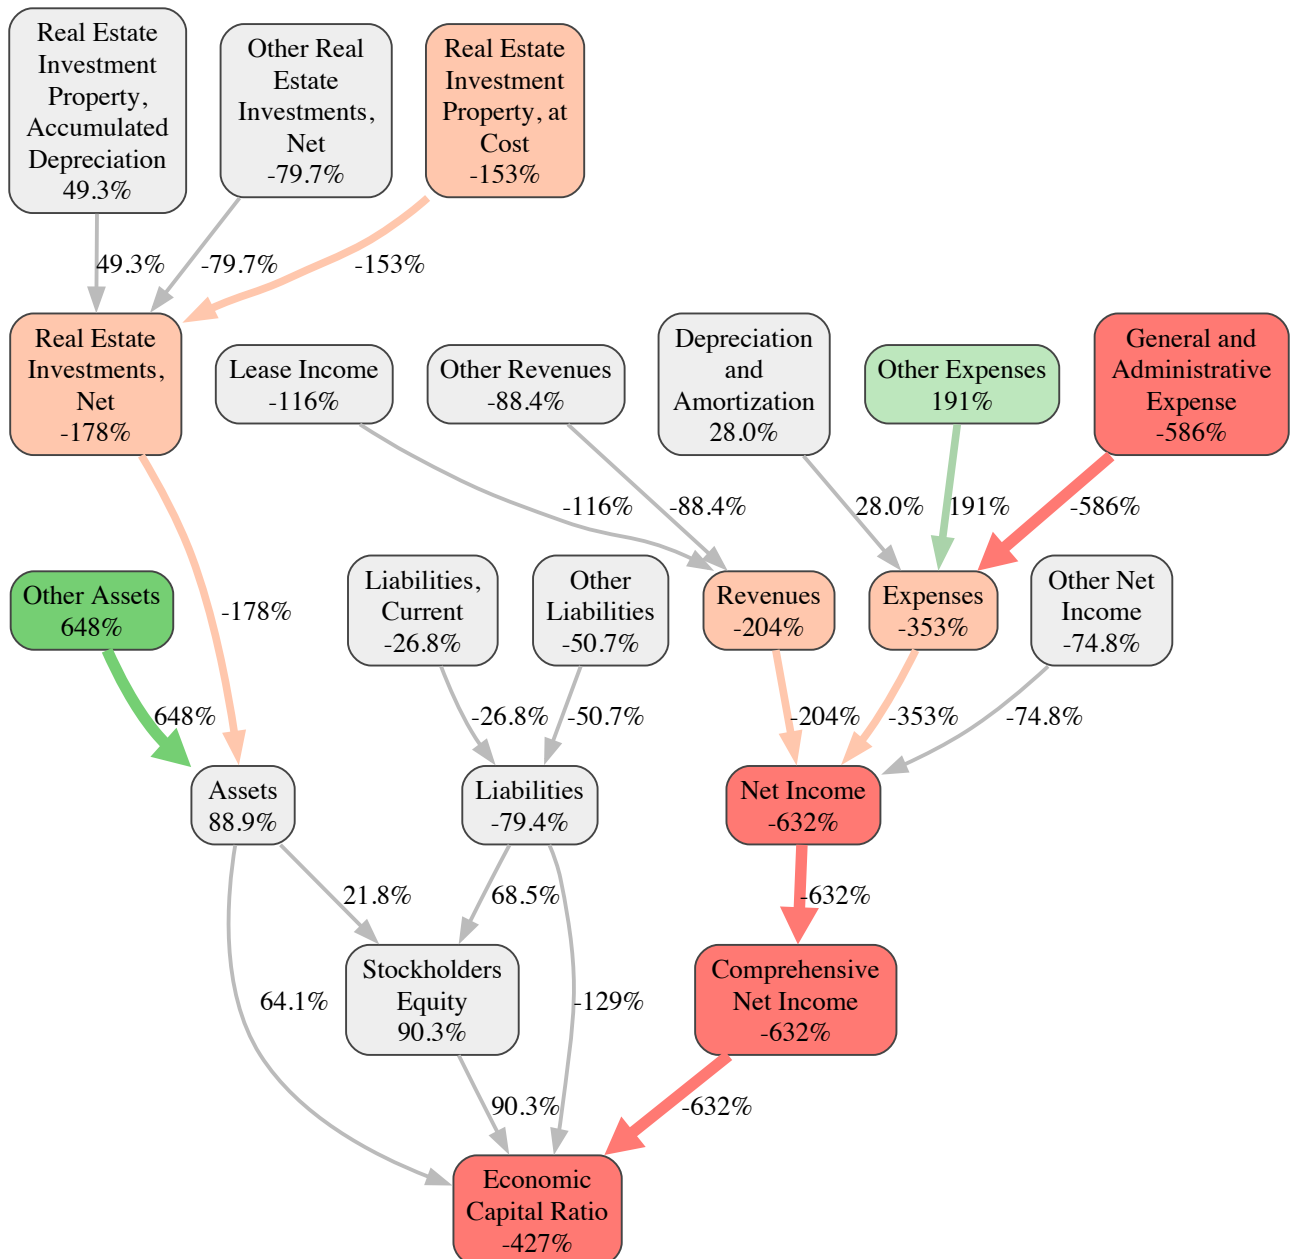 Real Estate
Investment
Property,
Accumulated
Depreciation
49.3%
Other Real
Estate
Investments,
Net
-79.7%
Real Estate
Investment
Property, at
Cost
-153%
49.3%
-79.7%
-153%
Real Estate
Investments,
Net
-178%
Lease Income
-116%
Other Revenues
-88.4%
Depreciation
and
Amortization
28.0%
Other Expenses
191%
General and
Administrative
Expense
-586%
-116%
-88.4%
28.0%
191%
-586%
Other Assets
648%
-178%
Liabilities,
Current
-26.8%
Other
Liabilities
-50.7%
Revenues
-204%
Expenses
-353%
Other Net
Income
-74.8%
648%
-26.8%
-50.7%
-204%
-353%
-74.8%
Assets
88.9%
Liabilities
-79.4%
Net Income
-632%
21.8%
68.5%
-632%
64.1%
Stockholders
Equity
90.3%
-129%
Comprehensive
Net Income
-632%
90.3%
-632%
Economic
Capital Ratio
-427%